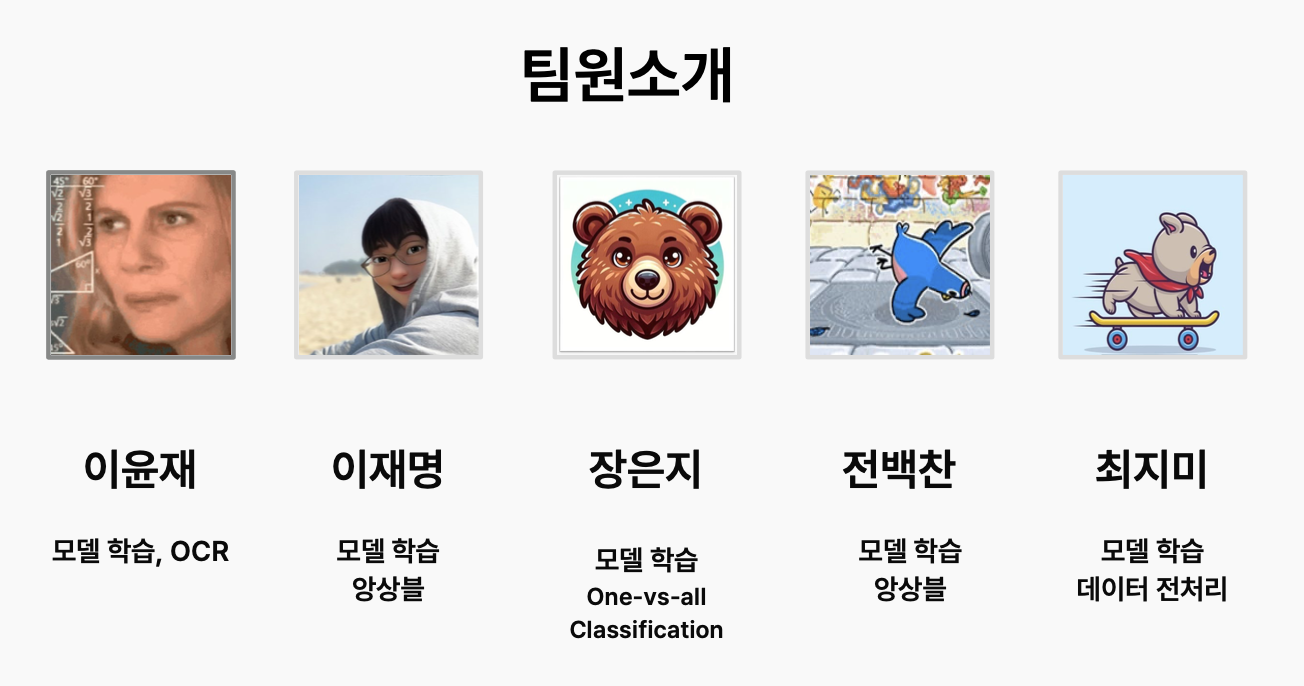 팀원소개
45° 60°
이윤재
모델 학습, OCR
이재명
모델 학습
앙상블
장은지
모델 학습
One-vs-all
Classification
전백찬
모델 학습
앙상블
최지미
모델 학습
데이터 전처리